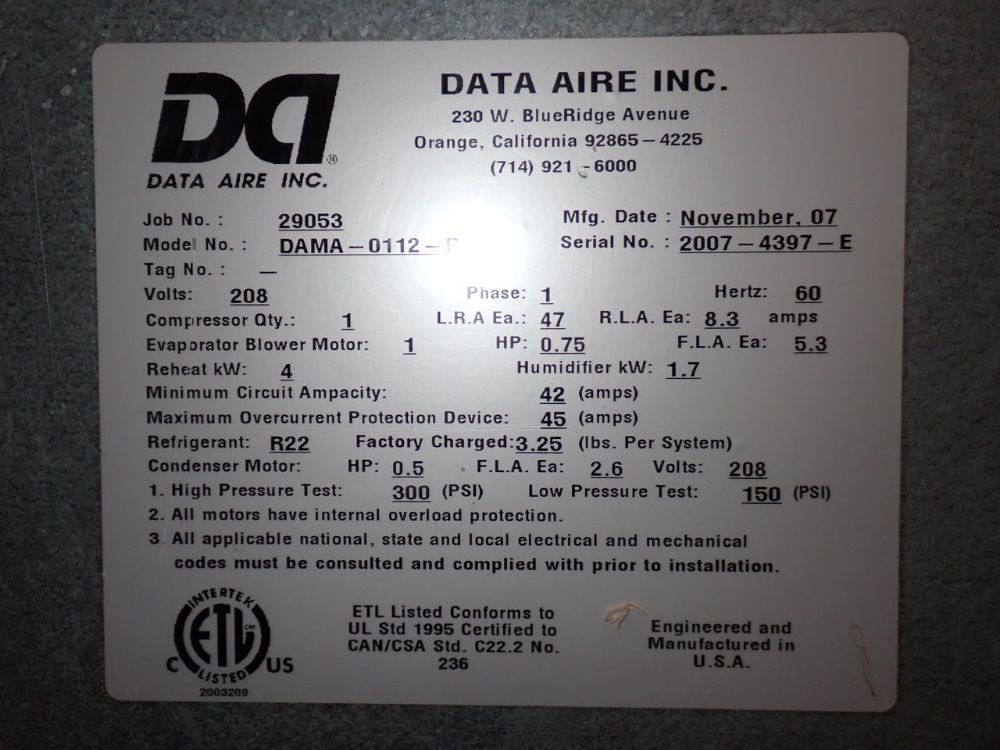 DA®
DATA AIRE INC.
DATA AIRE INC.
230 W. BlueRidge Avenue
Orange, California 92865-4225
(714) 921-6000
Job No. : 29053 Mfg. Date : November, 07
Model No. : DAMA-0112- Serial No. : 2007-4397-E
Tag No. : —
Volts: 208 Phase: 1 Hertz: 60
Compressor Qty.: 1 L.R.A Ea.: 47 R.L.A. Ea: 8.3 amps
Evaporator Blower Motor: 1 HP: 0.75 F.L.A. Ea: 5.3
Reheat kW: 4 Humidifier kW: 1.7
Minimum Circuit Ampacity: 42 (amps)
Maximum Overcurrent Protection Device: 45 (amps)
Refrigerant: R22 Factory Charged:3.25 (lbs. Per System)
Condenser Motor: HP: 0.5 F.L.A. Ea: 2.6 Volts: 208
1. High Pressure Test: 300 (PSI) Low Pressure Test: 150 (PSI)
2. All motors have internal overload protection.
3. All applicable national, state and local electrical and mechanical
codes must be consulted and complied with prior to installation.
INTERTEK
ETL CM
LISTED
C US
2003209
ETL Listed Conforms to
UL Std 1995 Certified to
CAN/CSA Std. C22.2 No.
236
Engineered and
Manufactured in
U.S.A.